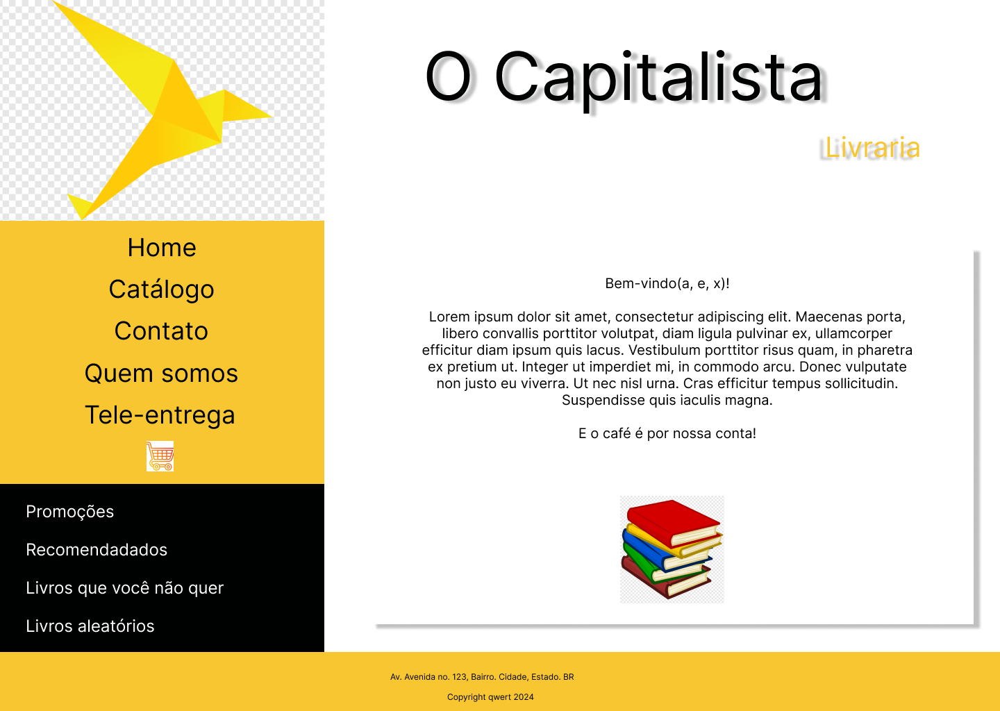 O Capitalista
Livraria
Home
Catálogo
Contato
Quem somos
Tele-entrega
Promoções
Recomendadados
Livros que você não quer
Livros aleatórios
Bem-vindo(a, e, x)!
Lorem ipsum dolor sit amet, consectetur adipiscing elit. Maecenas porta,
libero convallis porttitor volutpat, diam ligula pulvinar ex, ullamcorper
efficitur diam ipsum quis lacus. Vestibulum porttitor risus quam, in pharetra
ex pretium ut. Integer ut imperdiet mi, in commodo arcu. Donec vulputate
non justo eu viverra. Ut nec nisl urna. Cras efficitur tempus sollicitudin.
Suspendisse quis iaculis magna.
E o café é por nossa conta!
Av. Avenida no. 123, Bairro. Cidade, Estado. BR
Copyright qwert 2024